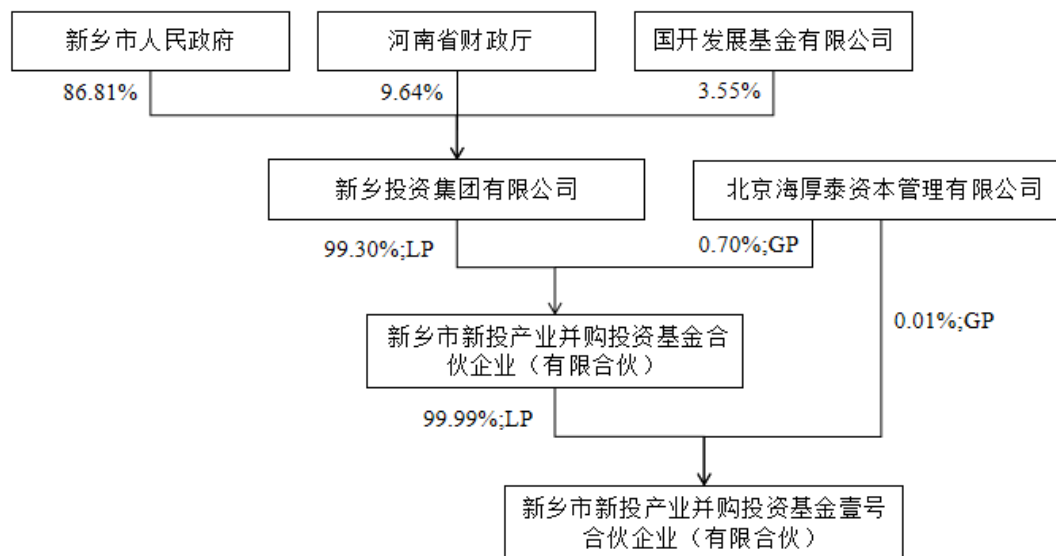 新乡市人民政府
河南省财政厅
国开发展基金有限公司
86.81%
9.64%
3.55%
新乡投资集团有限公司
北京海厚泰资本管理有限公司
99.30%;LP
0.70%;GP
0.01%;GP
新乡市新投产业并购投资基金合
伙企业（有限合伙）
99.99%;LP
新乡市新投产业并购投资基金壹号
合伙企业（有限合伙）